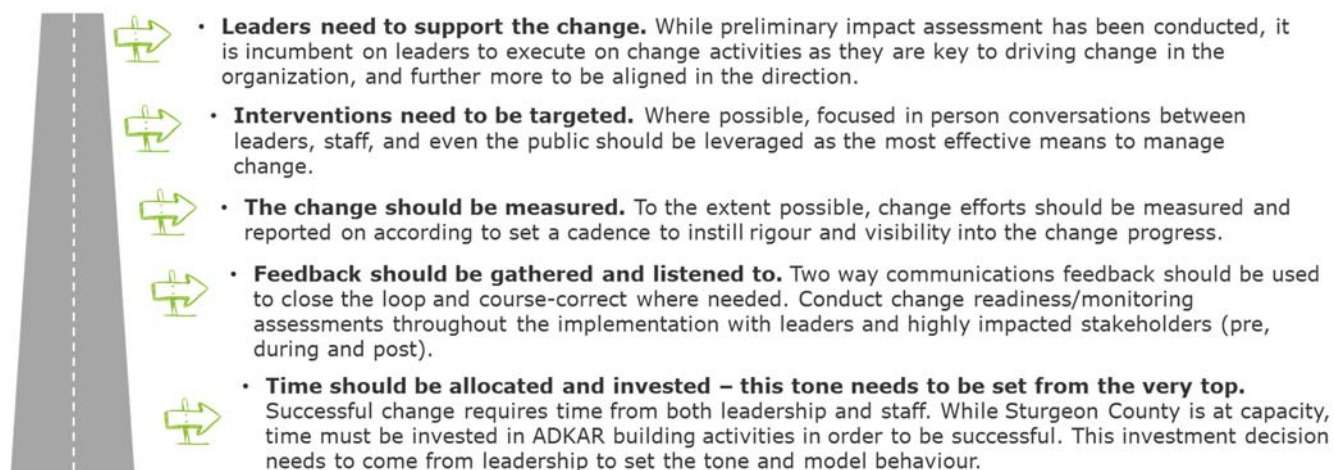 • Leaders need to support the change. While preliminary impact assessment has been conducted, it
is incumbent on leaders to execute on change activities as they are key to driving change in the
organization, and further more to be aligned in the direction.
• Interventions need to be targeted. Where possible, focused in person conversations between
leaders, staff, and even the public should be leveraged as the most effective means to manage
change.
• The change should be measured. To the extent possible, change efforts should be measured and
reported on according to set a cadence to instill rigour and visibility into the change progress.
• Feedback should be gathered and listened to. Two way communications feedback should be used
to close the loop and course-correct where needed. Conduct change readiness/monitoring
assessments throughout the implementation with leaders and highly impacted stakeholders (pre,
during and post).
• Time should be allocated and invested – this tone needs to be set from the very top.
Successful change requires time from both leadership and staff. While Sturgeon County is at capacity,
time must be invested in ADKAR building activities in order to be successful. This investment decision
needs to come from leadership to set the tone and model behaviour.